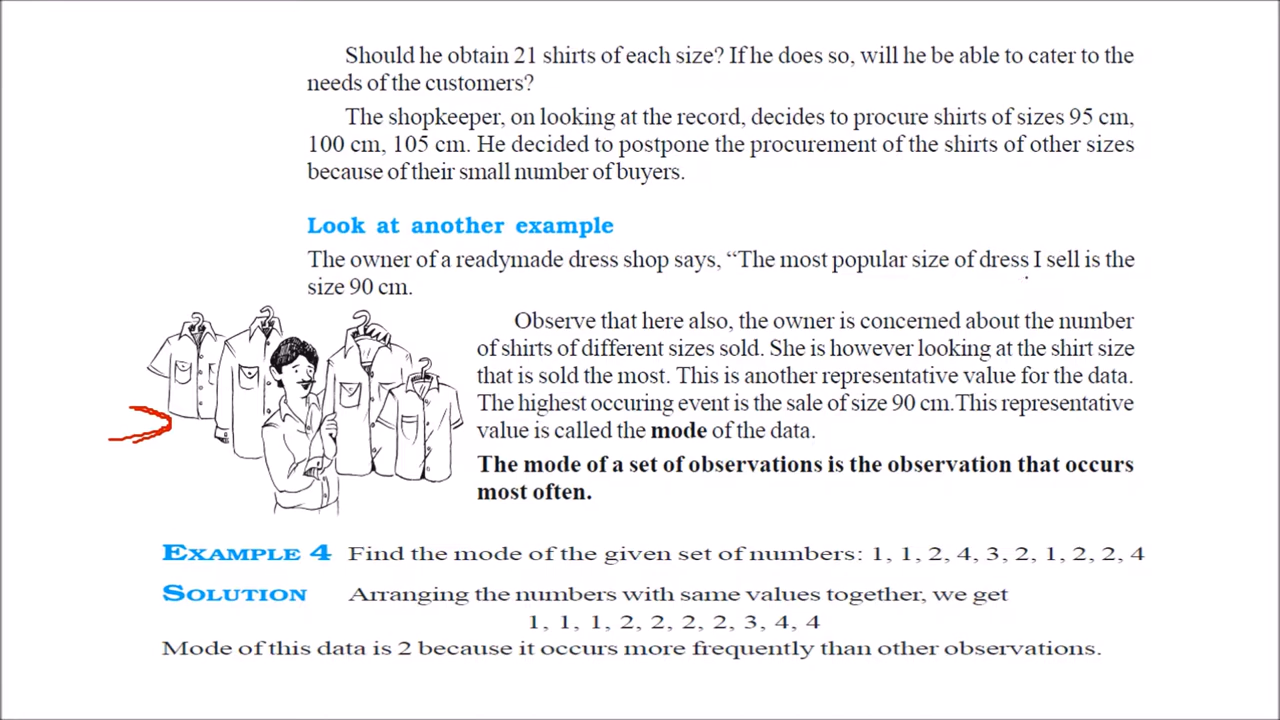 Should he obtain 21 shirts of each size? If he does so, will he be able to cater to the
needs of the customers?
The shopkeeper, on looking at the record, decides to procure shirts of sizes 95 cm,
100 cm, 105 cm. He decided to postpone the procurement of the shirts of other sizes
because of their small number of buyers.
Look at another example
The owner of a readymade dress shop says, “The most popular size of dress I sell is the
size 90 cm.
Observe that here also, the owner is concerned about the number
of shirts of different sizes sold. She is however looking at the shirt size
that is sold the most. This is another representative value for the data.
The highest occuring event is the sale of size 90 cm.This representative
value is called the mode of the data.
The mode of a set of observations is the observation that occurs
most often.
EXAMPLE 4 Find the mode of the given set of numbers: 1, 1, 2, 4, 3, 2, 1, 2, 2, 4
SOLUTION Arranging the numbers with same values together, we get
1, 1, 1, 2, 2, 2, 2, 3, 4, 4
Mode of this data is 2 because it occurs more frequently than other observations.